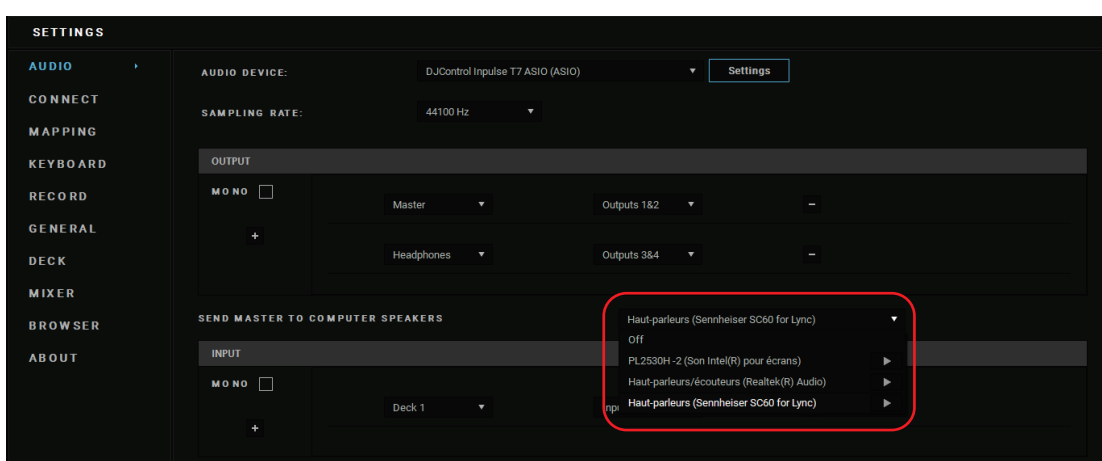 SETTINGS
AUDIO
CONNECT
MAPPING
KEYBOARD
RECORD
GENERAL
DECK
MIXER
BROWSER
ABOUT
AUDIO DEVICE: DJControl Inpulse T7 ASIO (ASIO) Settings
SAMPLING RATE: 44100 Hz
OUTPUT
MONO
Master Outputs 1&2 –
+
Headphones Outputs 3&4 –
SEND MASTER TO COMPUTER SPEAKERS Haut-parleurs (Sennheiser SC60 for Lync)
Off
PL2530H -2 (Son Intel(R) pour écrans)
Haut-parleurs/écouteurs (Realtek(R) Audio)
Haut-parleurs (Sennheiser SC60 for Lync)
INPUT
MONO
Deck 1
+